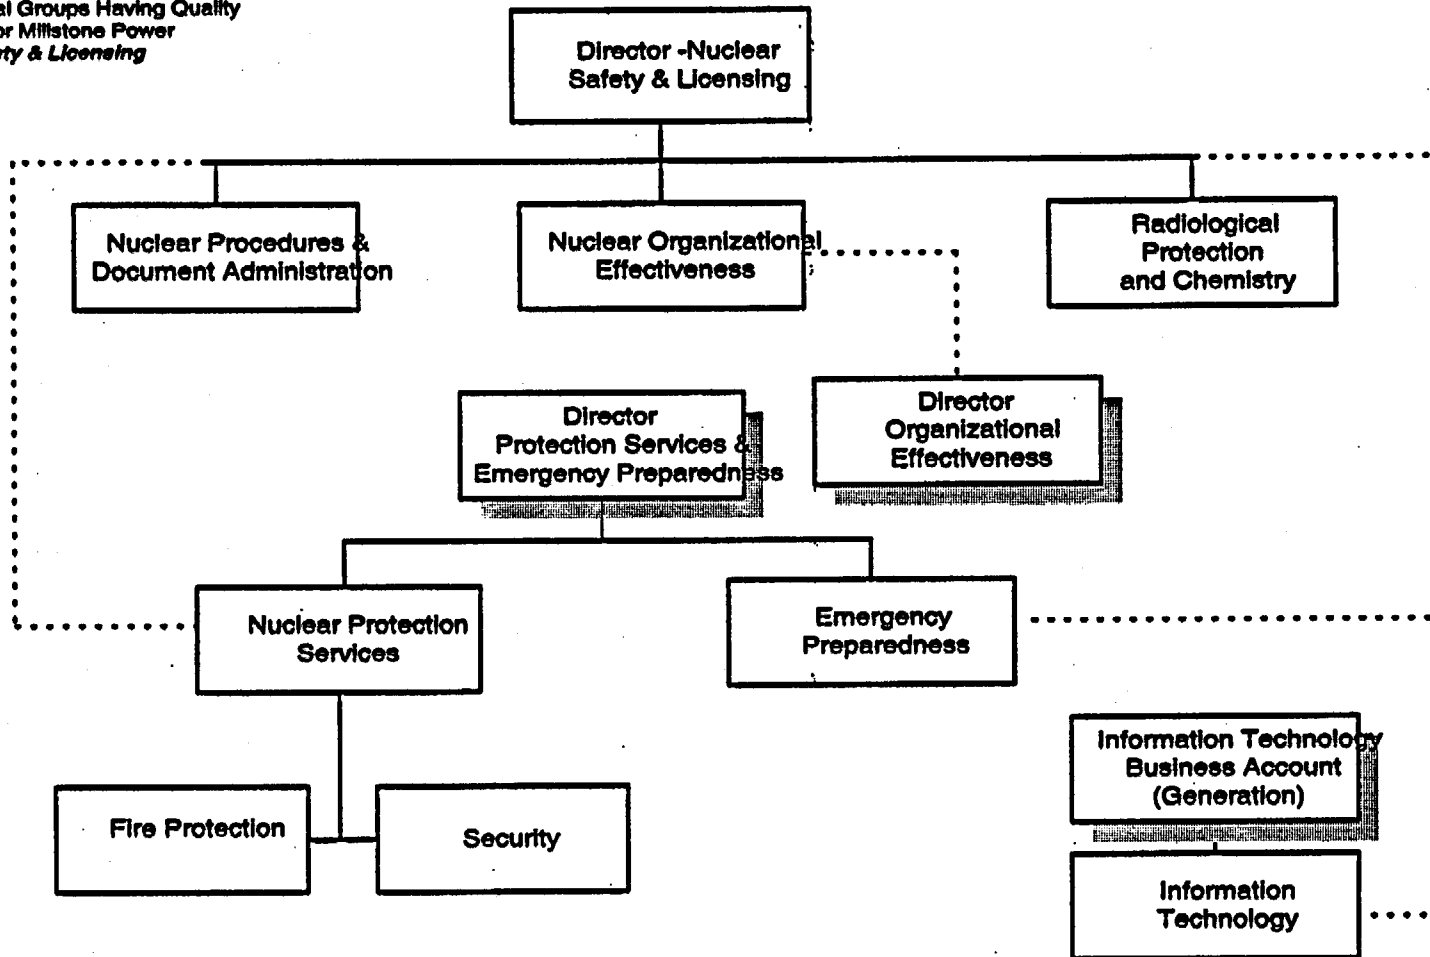 al Groups Having Quality
or Millstone Power
ety & Licensing
Director -Nuclear
Safety & Licensing
Nuclear Procedures &
Document Administration
Nuclear Organizational
Effectiveness
Radiological
Protection
and Chemistry
Director
Protection Services &
Emergency Preparedness
Director
Organizational
Effectiveness
Nuclear Protection
Services
Emergency
Preparedness
Information Technology
Business Account
(Generation)
Fire Protection
Security
Information
Technology